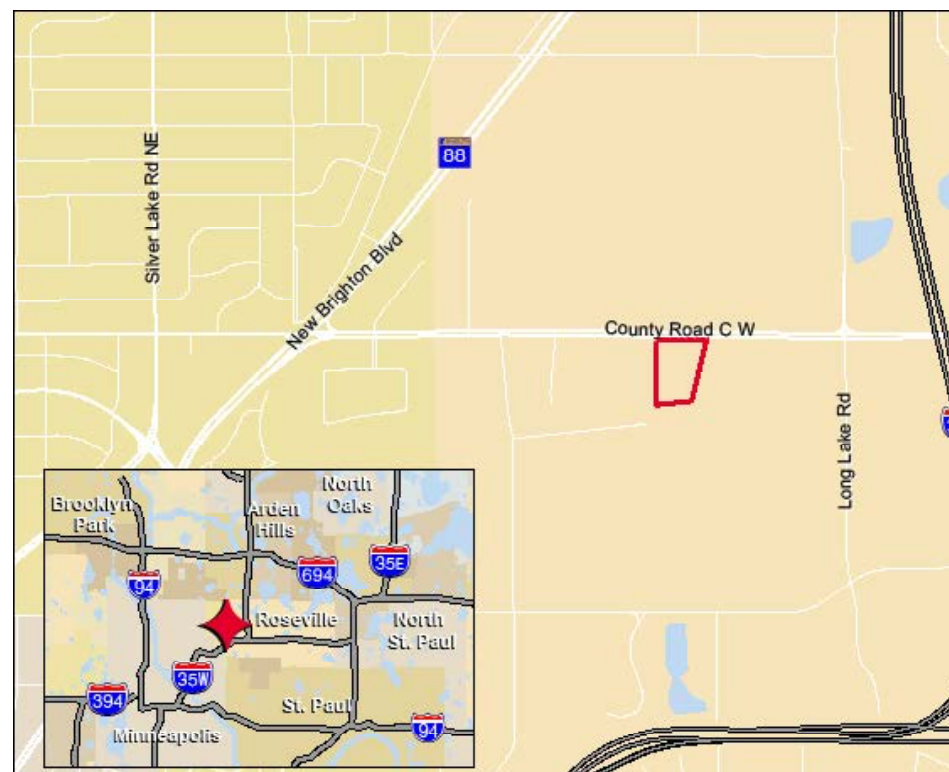 Silver Lake Rd NE
88
New Brighton Blvd
County Road C W
Long Lake Rd
North
Oaks
Brooklyn
Park
Arden
Hills
35E
694
94
Roseville
North
St. Paul
35W
394
St. Paul
94
Minneapolis